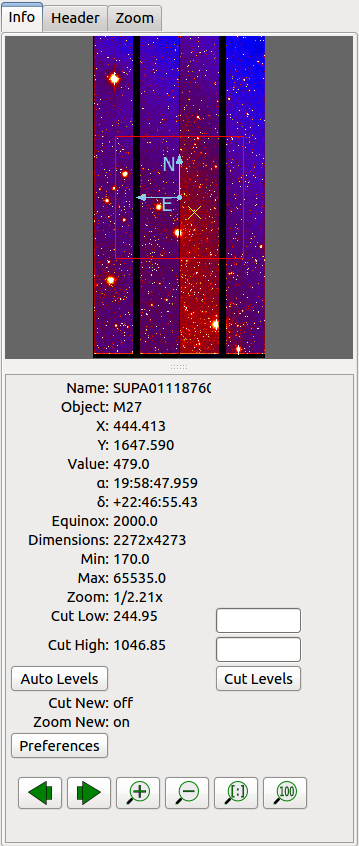 Info Header Zoom
N
E
Name: SUPA01118760
Object: M27
X: 444.413
Y: 1647.590
Value: 479.0
α: 19:58:47.959
δ: +22:46:55.43
Equinox: 2000.0
Dimensions: 2272x4273
Min: 170.0
Max: 65535.0
Zoom: 1/2.21x
Cut Low: 244.95
Cut High: 1046.85
Auto Levels Cut Levels
Cut New: off
Zoom New: on
Preferences
[:] 100